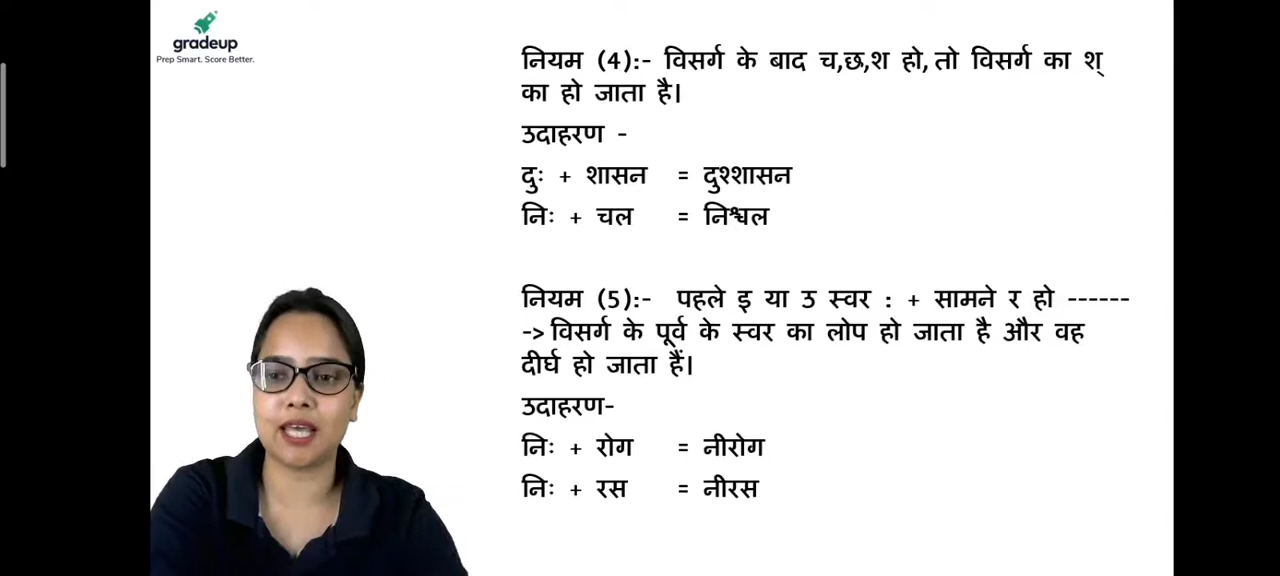 gradeup
Prep Smart. Score Better.
नियम (4):- विसर्ग के बाद च,छ,श हो, तो विसर्ग का श्
का हो जाता है।
उदाहरण -
दुः + शासन = दुश्शासन
निः + चल = निश्चल
नियम (5):- पहले इ या उ स्वर : + सामने र हो ------
-> विसर्ग के पूर्व के स्वर का लोप हो जाता है और वह
दीर्घ हो जाता हैं।
उदाहरण-
निः + रोग = नीरोग
निः + रस = नीरस